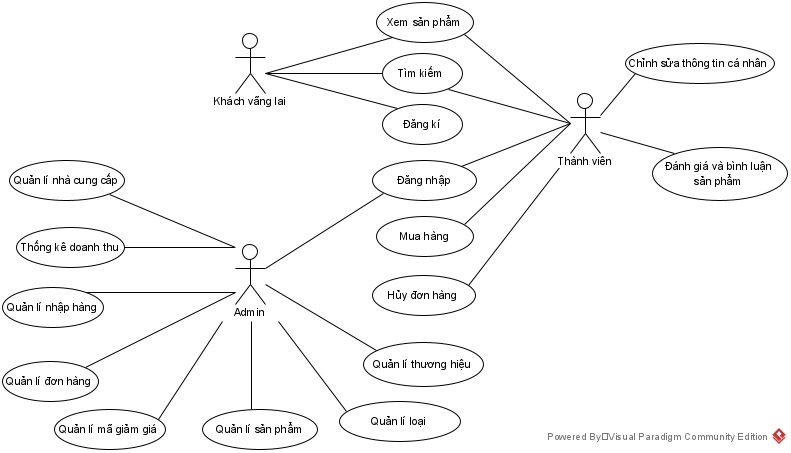 Xem sản phẩm
Khách vãng lai
Tìm kiếm
Đăng kí
Chỉnh sửa thông tin cá nhân
Thành viên
Đánh giá và bình luận
sản phẩm
Quản lí nhà cung cấp
Đăng nhập
Thống kê doanh thu
Mua hàng
Quản lí nhập hàng
Admin
Hủy đơn hàng
Quản lí đơn hàng
Quản lí thương hiệu
Quản lí mã giảm giá
Quản lí sản phẩm
Quản lí loại
Powered By Visual Paradigm Community Edition